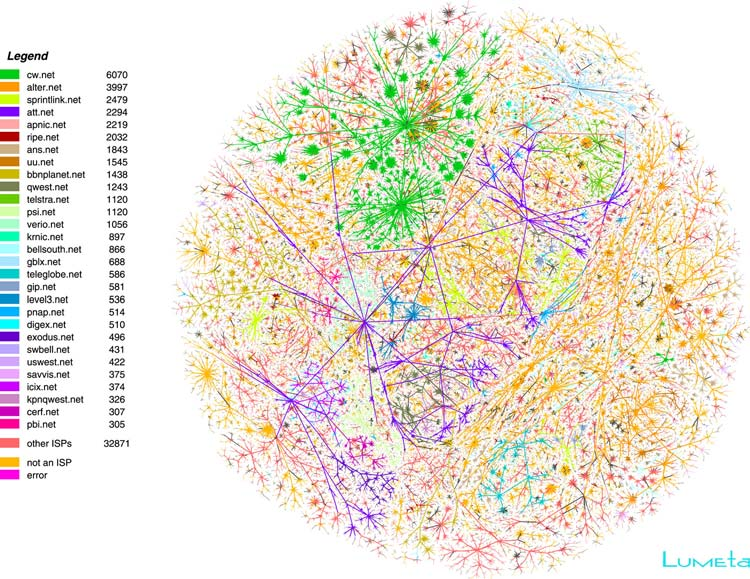 Legend
cw.net 6070
alter.net 3997
sprintlink.net 2479
att.net 2294
apnic.net 2219
ripe.net 2032
ans.net 1843
uu.net 1545
bbnplanet.net 1438
qwest.net 1243
telstra.net 1120
psi.net 1120
verio.net 1056
krnic.net 897
bellsouth.net 866
gblx.net 688
teleglobe.net 586
gip.net 581
level3.net 536
pnap.net 514
digex.net 510
exodus.net 496
swbell.net 431
uswest.net 422
savvis.net 375
icix.net 374
kpnqwest.net 326
cerf.net 307
pbi.net 305
other ISPs 32871
not an ISP
error
Lumeta